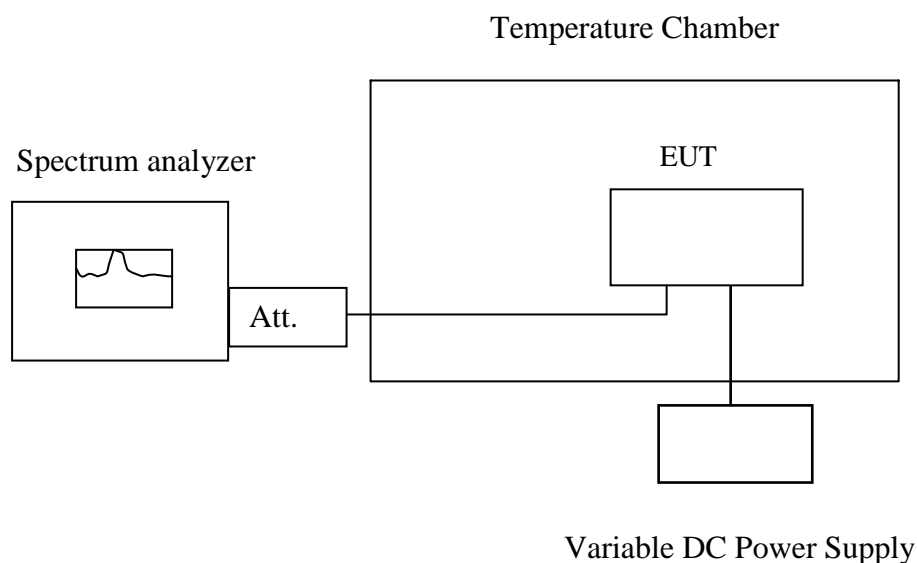 Temperature Chamber
Spectrum analyzer
EUT
Att.
Variable DC Power Supply